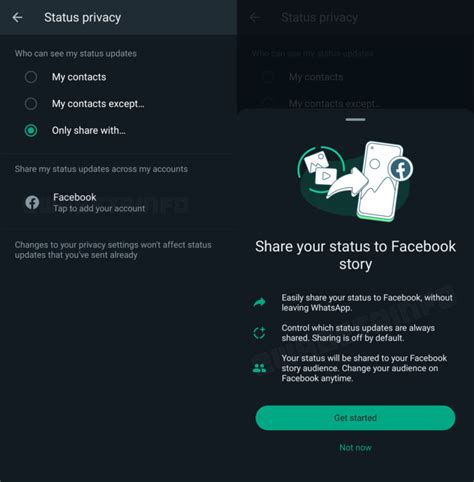 Status privacy
Who can see my status updates
My contacts
My contacts except...
Only share with...
Share my status updates across my accounts
Facebook
Tap to add your account
Changes to your privacy settings won't affect status
updates that you've sent already
Status privacy
Who can see my status updates
My contacts
My contacts except...
Share your status to Facebook
story
Easily share your status to Facebook, without
leaving WhatsApp.
Control which status updates are always
shared. Sharing is off by default.
Your status will be shared to your Facebook
story audience. Change your audience on
Facebook anytime.
Get started
Not now